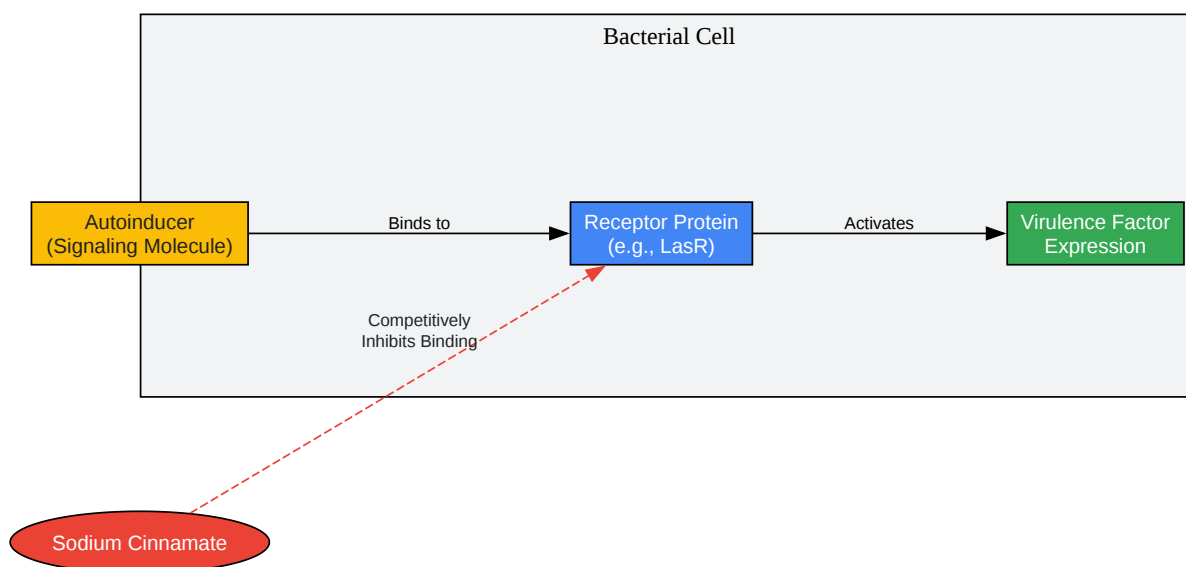 Bacterial Cell
Autoinducer
(Signaling Molecule)
Binds to
Receptor Protein
(e.g., LasR)
Activates
Virulence Factor
Expression
Competitively
Inhibits Binding
Sodium Cinnamate